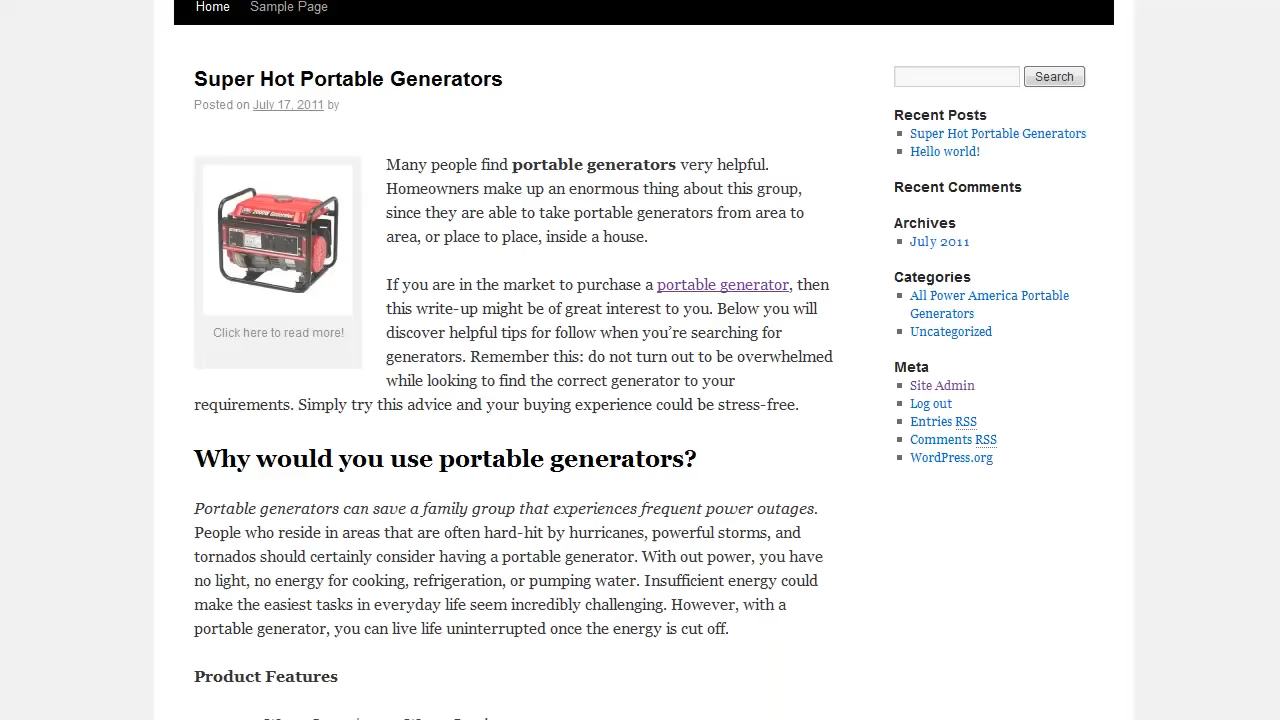 Home Sample Page
Super Hot Portable Generators
Posted on July 17, 2011 by
Many people find portable generators very helpful.
Homeowners make up an enormous thing about this group,
since they are able to take portable generators from area to
area, or place to place, inside a house.
Click here to read more!
If you are in the market to purchase a portable generator, then
this write-up might be of great interest to you. Below you will
discover helpful tips for follow when you’re searching for
generators. Remember this: do not turn out to be overwhelmed
while looking to find the correct generator to your
requirements. Simply try this advice and your buying experience could be stress-free.
Why would you use portable generators?
Portable generators can save a family group that experiences frequent power outages.
People who reside in areas that are often hard-hit by hurricanes, powerful storms, and
tornados should certainly consider having a portable generator. With out power, you have
no light, no energy for cooking, refrigeration, or pumping water. Insufficient energy could
make the easiest tasks in everyday life seem incredibly challenging. However, with a
portable generator, you can live life uninterrupted once the energy is cut off.
Product Features
Search
Recent Posts
Super Hot Portable Generators
Hello world!
Recent Comments
Archives
July 2011
Categories
All Power America Portable
Generators
Uncategorized
Meta
Site Admin
Log out
Entries RSS
Comments RSS
WordPress.org